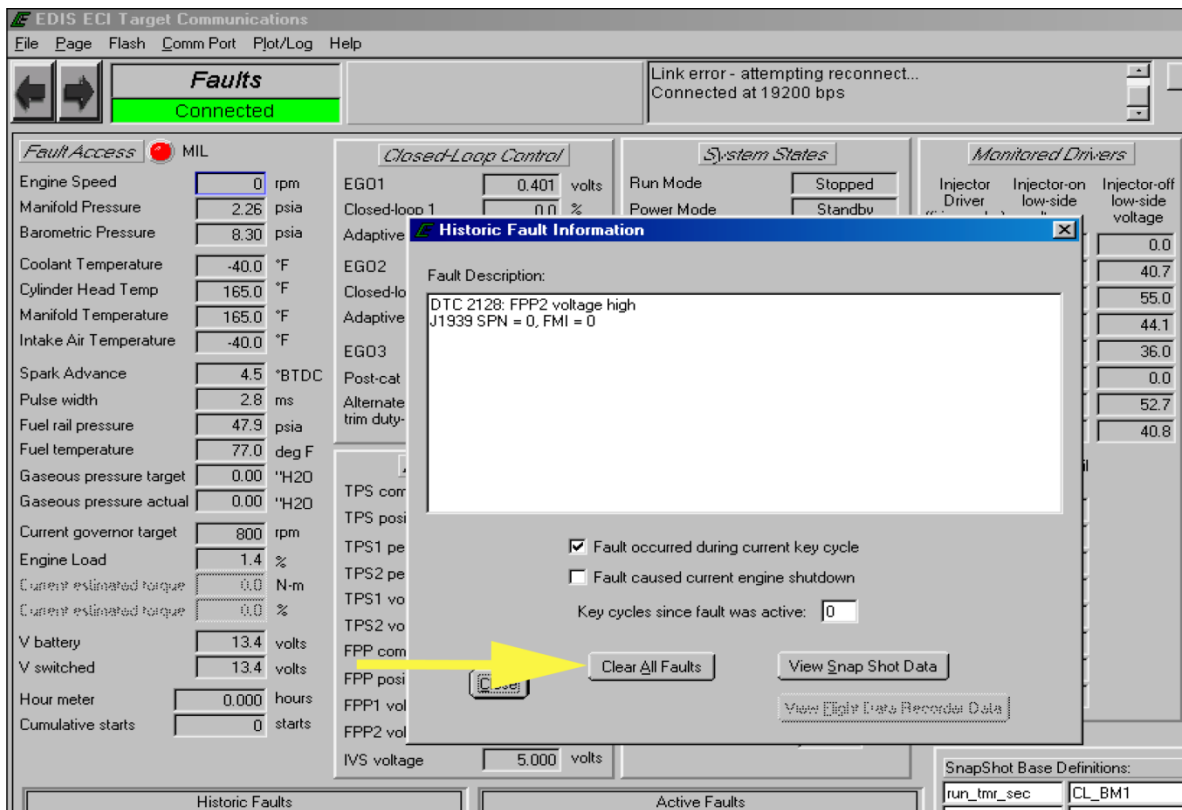 EDIS ECI Target Communications
File Page Flash Comm Port Plot/Log Help
Faults
Connected
Link error - attempting reconnect...
Connected at 19200 bps
Fault Access MIL
Engine Speed 0 rpm
Manifold Pressure 2.26 psia
Barometric Pressure 8.30 psia
Coolant Temperature -40.0 °F
Cylinder Head Temp 165.0 °F
Manifold Temperature 165.0 °F
Intake Air Temperature -40.0 °F
Spark Advance 4.5 °BTDC
Pulse width 2.8 ms
Fuel rail pressure 47.9 psia
Fuel temperature 77.0 deg F
Gaseous pressure target 0.00 "H2O
Gaseous pressure actual 0.00 "H2O
Current governor target 800 rpm
Engine Load 1.4 %
Current estimated torque 0.0 N-m
Current estimated torque 0.0 %
V battery 13.4 volts
V switched 13.4 volts
Hour meter 0.000 hours
Cumulative starts 0 starts
Closed-Loop Control
EGO1 0.401 volts
Closed-loop 1 0.0 %
Adaptive
EGO2
Closed-lo
Adaptive
EGO3
Post-cat
Alternate
trim duty-
TPS com
TPS posi
TPS1 pe
TPS2 pe
TPS1 vo
TPS2 vo
FPP com
FPP posi
FPP1 vol
FPP2 vol
IVS voltage 5.000 volts
System States
Run Mode Stopped
Power Mode Standby
Monitored Drivers
Injector Injector-on Injector-off
Driver low-side low-side
voltage
0.0
40.7
55.0
44.1
36.0
0.0
52.7
40.8
Historic Fault Information
Fault Description:
DTC 2128: FPP2 voltage high
J1939 SPN = 0, FMI = 0
Fault occurred during current key cycle
Fault caused current engine shutdown
Key cycles since fault was active: 0
Clear All Faults View Snap Shot Data
Close
View Flight Data Recorder Data
Historic Faults Active Faults
SnapShot Base Definitions:
run_tmr_sec CL_BM1